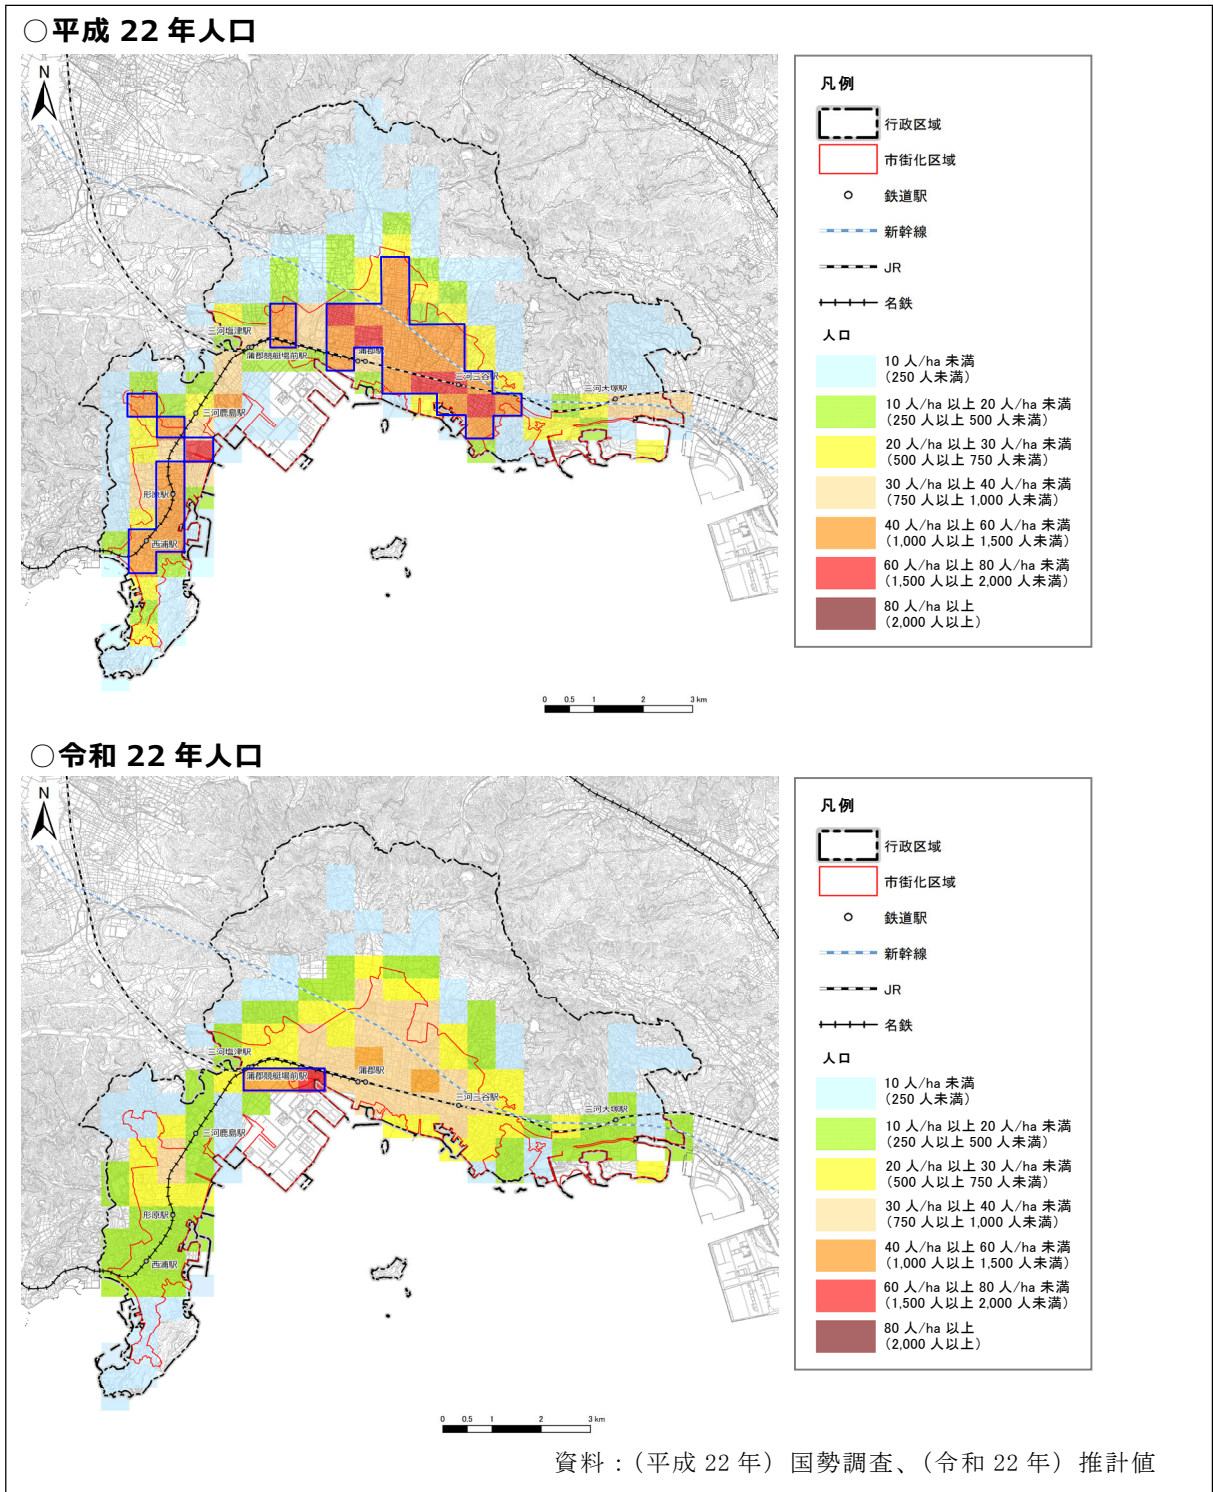 ○平成 22 年人口
N
三河塩津駅
蒲郡競艇場前駅
蒲郡駅
三河三谷駅
三河大塚駅
三河鹿島駅
形原駅
西浦駅
0 0.5 1 2 3 km
凡例
行政区域
市街化区域
鉄道駅
新幹線
JR
名鉄
人口
10 人/ha 未満
(250 人未満)
10 人/ha 以上 20 人/ha 未満
(250 人以上 500 人未満)
20 人/ha 以上 30 人/ha 未満
(500 人以上 750 人未満)
30 人/ha 以上 40 人/ha 未満
(750 人以上 1,000 人未満)
40 人/ha 以上 60 人/ha 未満
(1,000 人以上 1,500 人未満)
60 人/ha 以上 80 人/ha 未満
(1,500 人以上 2,000 人未満)
80 人/ha 以上
(2,000 人以上)
○令和 22 年人口
N
三河塩津駅
蒲郡競艇場前駅
蒲郡駅
三河三谷駅
三河大塚駅
三河鹿島駅
形原駅
西浦駅
0 0.5 1 2 3 km
凡例
行政区域
市街化区域
鉄道駅
新幹線
JR
名鉄
人口
10 人/ha 未満
(250 人未満)
10 人/ha 以上 20 人/ha 未満
(250 人以上 500 人未満)
20 人/ha 以上 30 人/ha 未満
(500 人以上 750 人未満)
30 人/ha 以上 40 人/ha 未満
(750 人以上 1,000 人未満)
40 人/ha 以上 60 人/ha 未満
(1,000 人以上 1,500 人未満)
60 人/ha 以上 80 人/ha 未満
(1,500 人以上 2,000 人未満)
80 人/ha 以上
(2,000 人以上)
資料：（平成 22 年）国勢調査、（令和 22 年）推計値